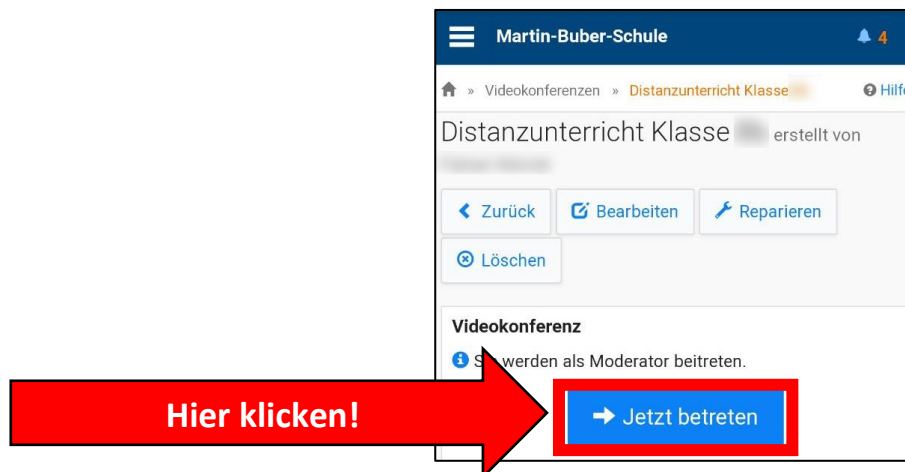 Martin-Buber-Schule 4
» Videokonferenzen » Distanzunterricht Klasse Hilfe
Distanzunterricht Klasse erstellt von
Zurück Bearbeiten Reparieren
Löschen
Videokonferenz
werden als Moderator beitreten.
Hier klicken! Jetzt betreten